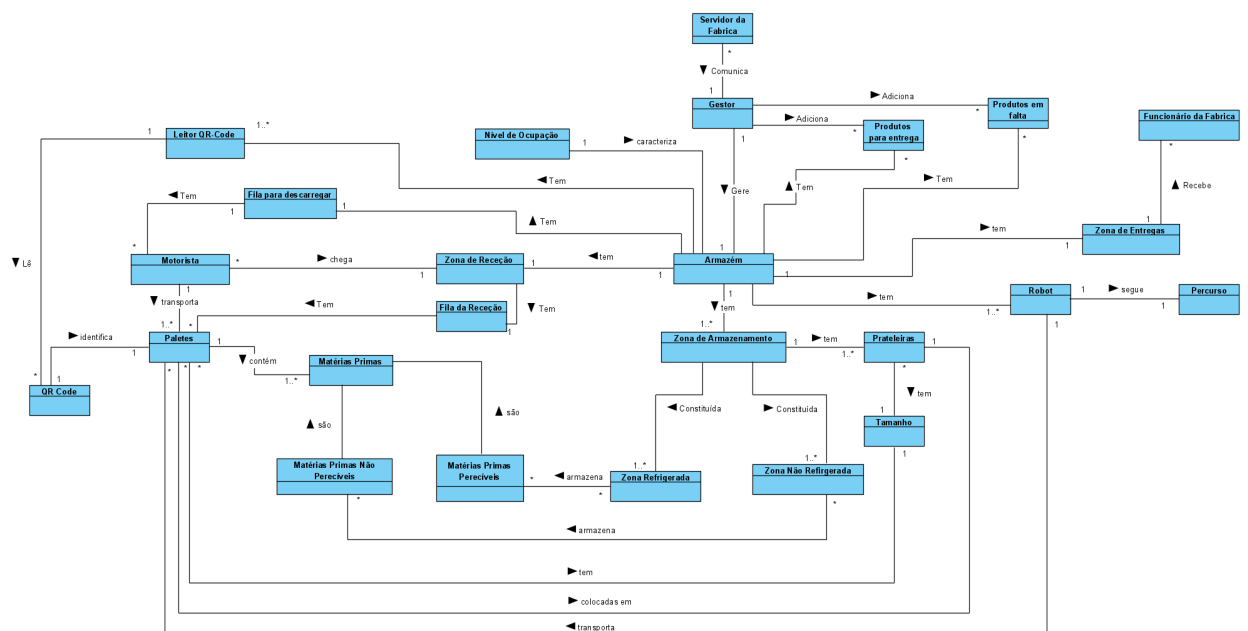 Servidor da
Fabrica
*
Comunica
1
Gestor
Adiciona
*
Produtos em
falta
Adiciona
*
Produtos
para entrega
1
1
Leitor QR-Code
1..*
Nível de Ocupação
1
caracteriza
Funcionário da Fabrica
*
*
*
Tem
Tem
Tem
Gere
Tem
Recebe
Fila para descarregar
1
1
Tem
*
1
Zona de Entregas
tem
1
Lê
Motorista
*
chega
1
Zona de Receção
1
tem
1
1
Armazém
1
1
transporta
1
Tem
Fila da Receção
1
Tem
*
1
tem
tem
1..*
Robot
1
segue
1
Percurso
1
1..*
identifica
1
1
Paletes
1
contém
1..*
Matérias Primas
1..*
Zona de Armazenamento
1
tem
1..*
Prateleiras
1
*
*
*
*
*
1
QR Code
tem
1
Tamanho
1
são
são
Constituída
Constituída
1..*
1..*
Matérias Primas Não
Perecíveis
*
Matérias Primas
Perecíveis
*
armazena
*
Zona Refrigerada
Zona Não Refirgerada
*
armazena
tem
colocadas em
transporta